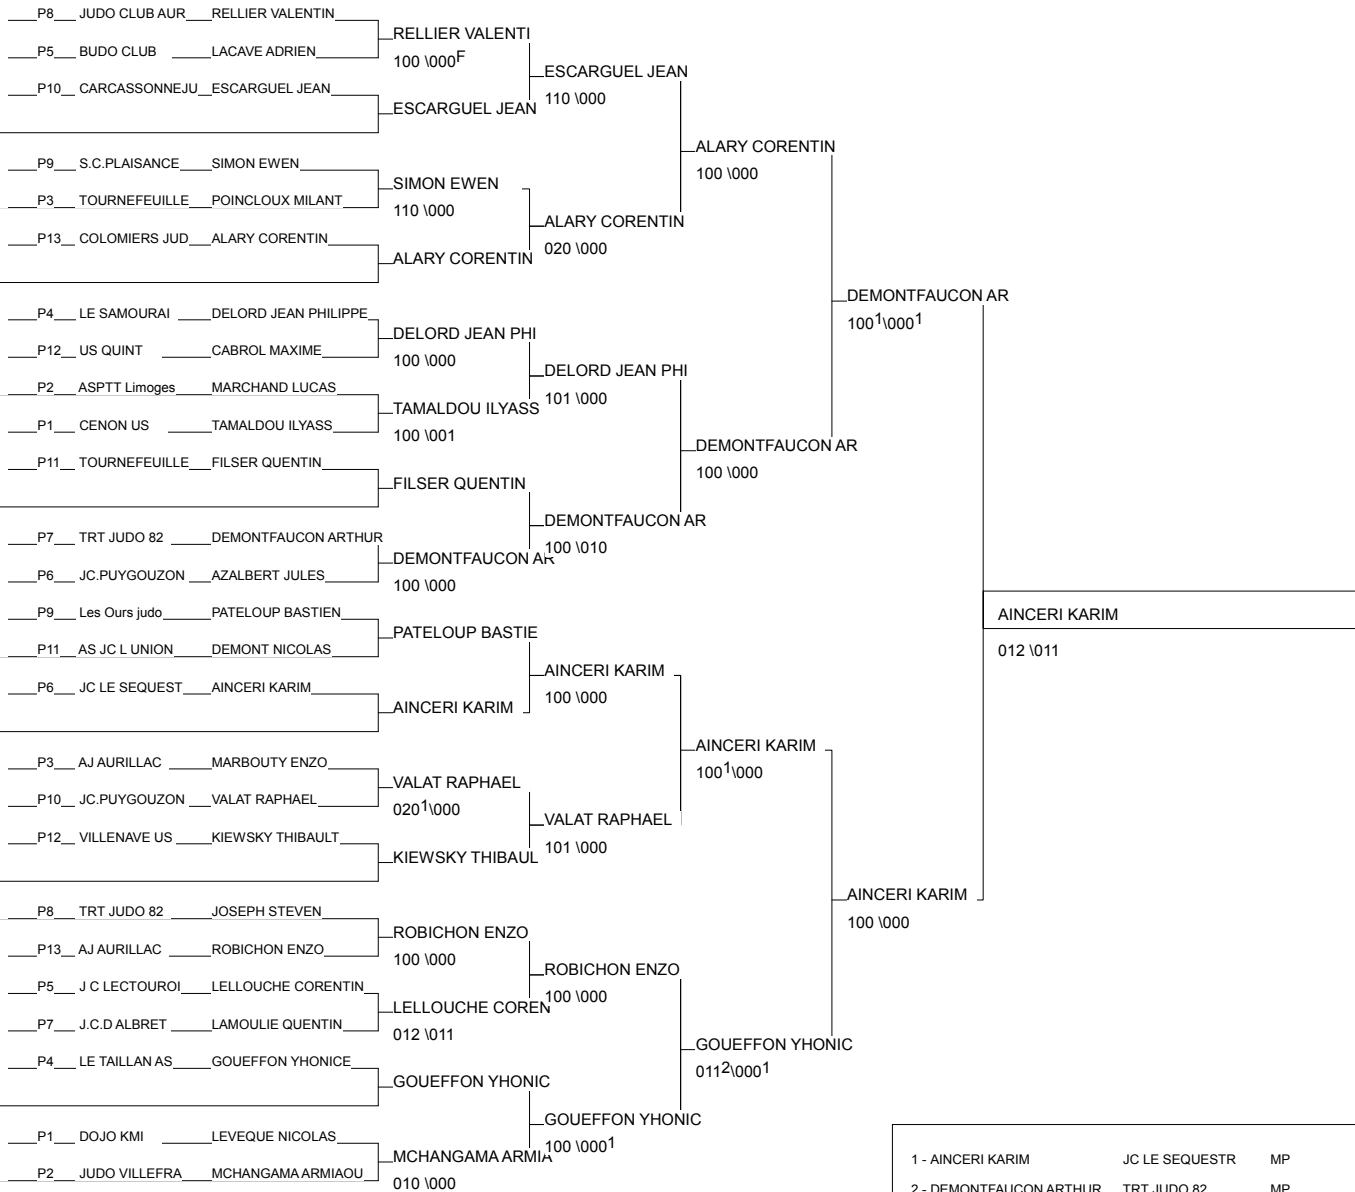 P8 JUDO CLUB AUR RELLIER VALENTIN
RELLIER VALENTI
P5 BUDO CLUB LACAVE ADRIEN
100 \000F
ESCARGUEL JEAN
P10 CARCASSONNEJU ESCARGUEL JEAN
110 \000
ESCARGUEL JEAN
ALARY CORENTIN
P9 S.C.PLAISANCE SIMON EWEN
100 \000
SIMON EWEN
P3 TOURNEFEUILLE POINCLOUX MILANT
110 \000
ALARY CORENTIN
P13 COLOMIERS JUD ALARY CORENTIN
020 \000
ALARY CORENTIN
DEMONTFAUCON AR
P4 LE SAMOURAI DELORD JEAN PHILIPPE
1001\0001
DELORD JEAN PHI
P12 US QUINT CABROL MAXIME
100 \000
DELORD JEAN PHI
P2 ASPTT Limoges MARCHAND LUCAS
101 \000
TAMALDOU ILYASS
P1 CENON US TAMALDOU ILYASS
100 \001
DEMONTFAUCON AR
P11 TOURNEFEUILLE FILSER QUENTIN
100 \000
FILSER QUENTIN
DEMONTFAUCON AR
P7 TRT JUDO 82 DEMONTFAUCON ARTHUR
100 \010
DEMONTFAUCON AR
P6 JC.PUYGOUZON AZALBERT JULES
100 \000
P9 Les Ours judo PATELOUP BASTIEN
AINCERI KARIM
PATELOUP BASTIE
P11 AS JC L UNION DEMONT NICOLAS
012 \011
AINCERI KARIM
P6 JC LE SEQUEST AINCERI KARIM
100 \000
AINCERI KARIM
AINCERI KARIM
P3 AJ AURILLAC MARBOUTY ENZO
1001\000
VALAT RAPHAEL
P10 JC.PUYGOUZON VALAT RAPHAEL
0201\000
VALAT RAPHAEL
P12 VILLENAVE US KIEWSKY THIBAULT
101 \000
KIEWSKY THIBAUL
AINCERI KARIM
P8 TRT JUDO 82 JOSEPH STEVEN
100 \000
ROBICHON ENZO
P13 AJ AURILLAC ROBICHON ENZO
100 \000
ROBICHON ENZO
P5 J C LECTOUROI LELLOUCHE CORENTIN
100 \000
LELLOUCHE COREN
P7 J.C.D ALBRET LAMOULIE QUENTIN
012 \011
GOUEFFON YHONIC
P4 LE TAILLAN AS GOUEFFON YHONICE
0112\0001
GOUEFFON YHONIC
GOUEFFON YHONIC
P1 DOJO KMI LEVEQUE NICOLAS
100 \0001
MCHANGAMA ARMIA
P2 JUDO VILLEFRA MCHANGAMA ARMIAOU
010 \000
1 - AINCERI KARIM JC LE SEQUESTR MP
2 - DEMONTFAUCON ARTHUR TRT JUDO 82 MP